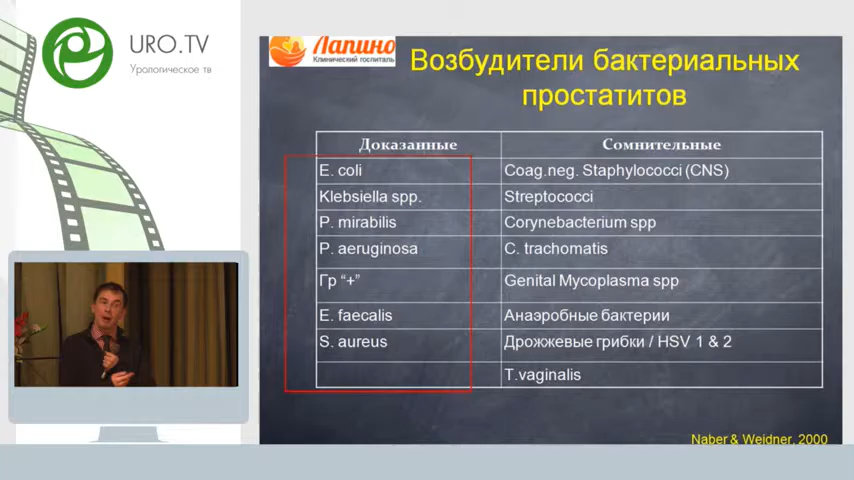 URO.TV
Урологическое тв
Лапино
Клинический госпиталь
Возбудители бактериальных
простатитов
Доказанные Сомнительные
E. coli Coag.neg. Staphylococci (CNS)
Klebsiella spp. Streptococci
P. mirabilis Corynebacterium spp
P. aeruginosa C. trachomatis
Гр “+” Genital Mycoplasma spp
E. faecalis Анаэробные бактерии
S. aureus Дрожжевые грибки / HSV 1 & 2
T.vaginalis
Naber & Weidner, 2000